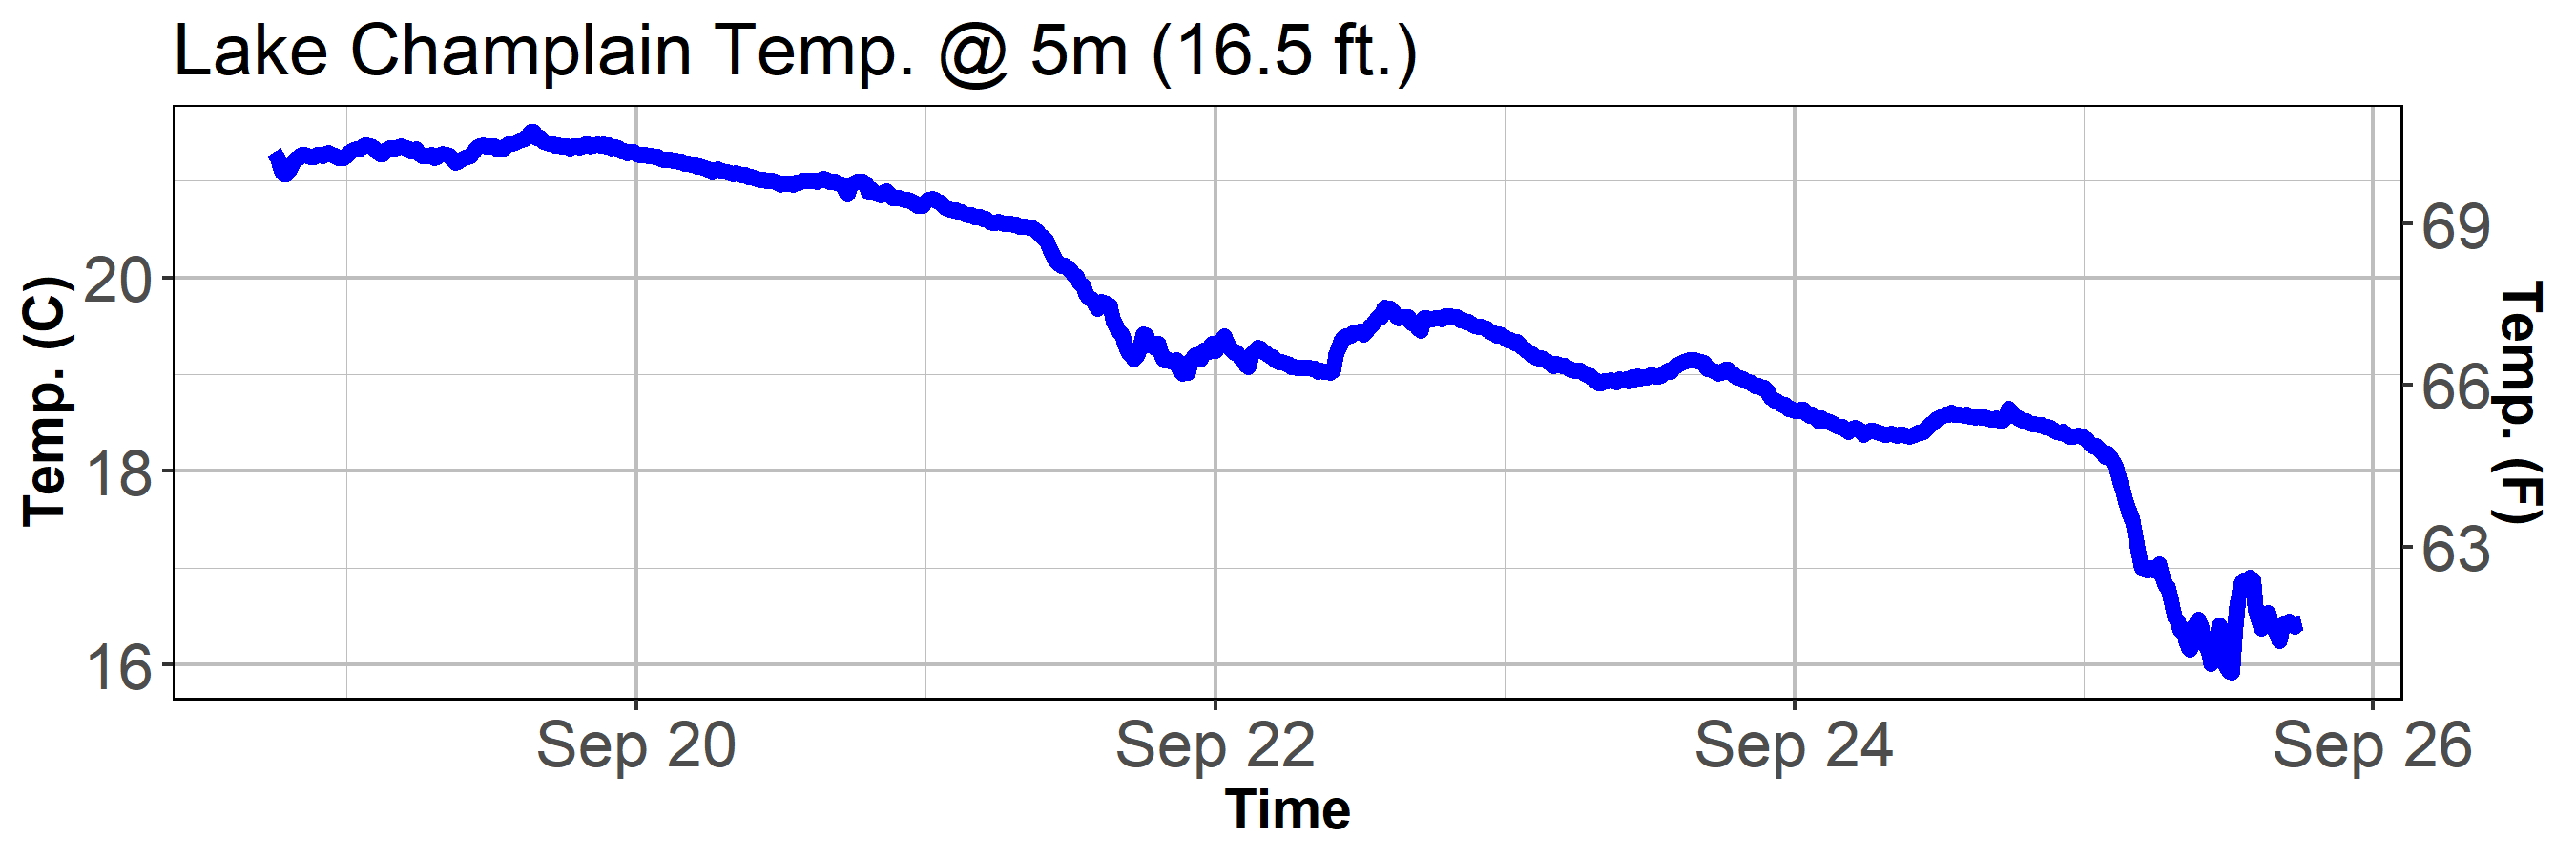 Lake Champlain Temp. @ 5m (16.5 ft.)
Temp. (C)
20
18
16
69
66
63
Temp. (F)
Sep 20
Sep 22
Sep 24
Sep 26
Time